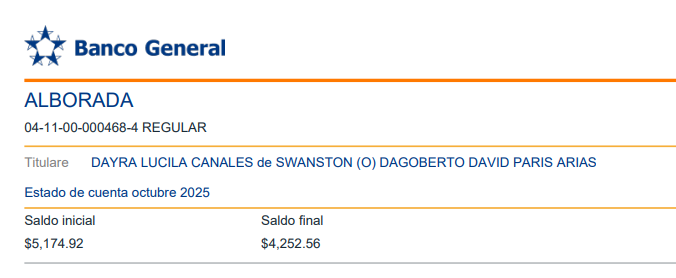 Banco General
ALBORADA
04-11-00-000468-4 REGULAR
Titulare DAYRA LUCILA CANALES de SWANSTON (O) DAGOBERTO DAVID PARIS ARIAS
Estado de cuenta octubre 2025
Saldo inicial Saldo final
$5,174.92 $4,252.56